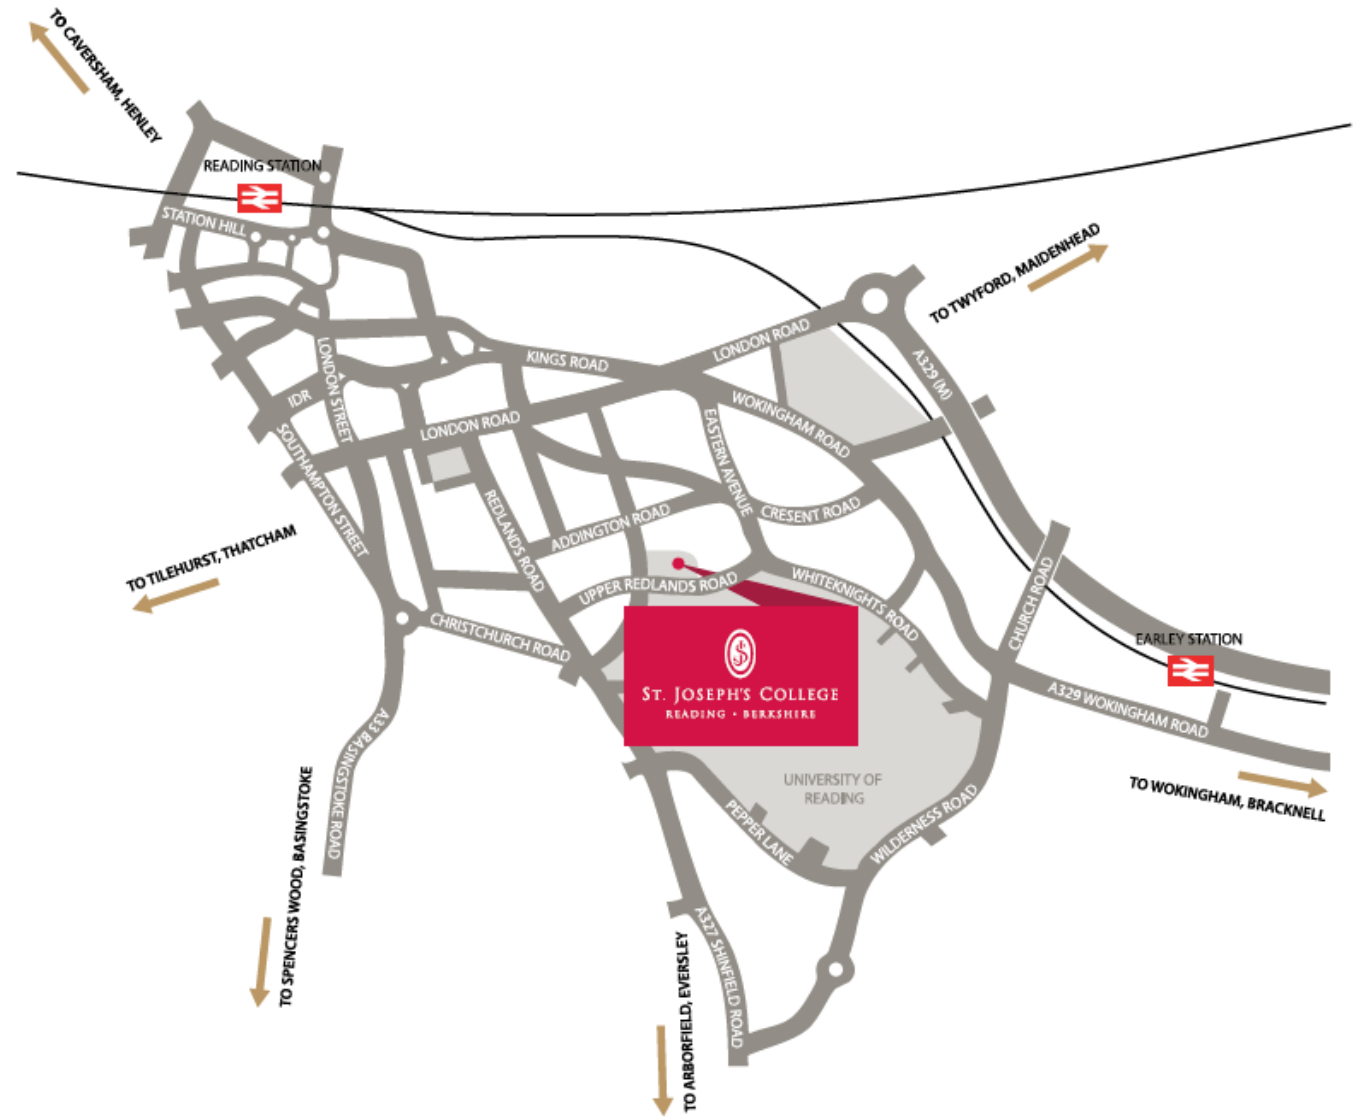 TO CAVERSHAM, HENLEY
READING STATION
STATION HILL
TO TWYFORD, MAIDENHEAD
LONDON ROAD
KINGS ROAD
A329 (M)
LONDON STREET
IDR
WOKINGHAM ROAD
LONDON ROAD
EASTERN AVENUE
SOUTHAMPTON STREET
REDLANDS ROAD
CRESENT ROAD
ADDINGTON ROAD
TO TILEHURST, THATCHAM
UPPER REDLANDS ROAD
WHITEKNIGHTS ROAD
CHURCH ROAD
CHRISTCHURCH ROAD
EARLEY STATION
ST. JOSEPH'S COLLEGE
READING • BERKSHIRE
A329 WOKINGHAM ROAD
A33 BASINGSTOKE ROAD
UNIVERSITY OF
READING
TO WOKINGHAM, BRACKNELL
PEPPER LANE
WILDERNESS ROAD
TO SPENCERS WOOD, BASINGSTOKE
A327 SHINFIELD ROAD
TO ARBORFIELD, EVERSLEY